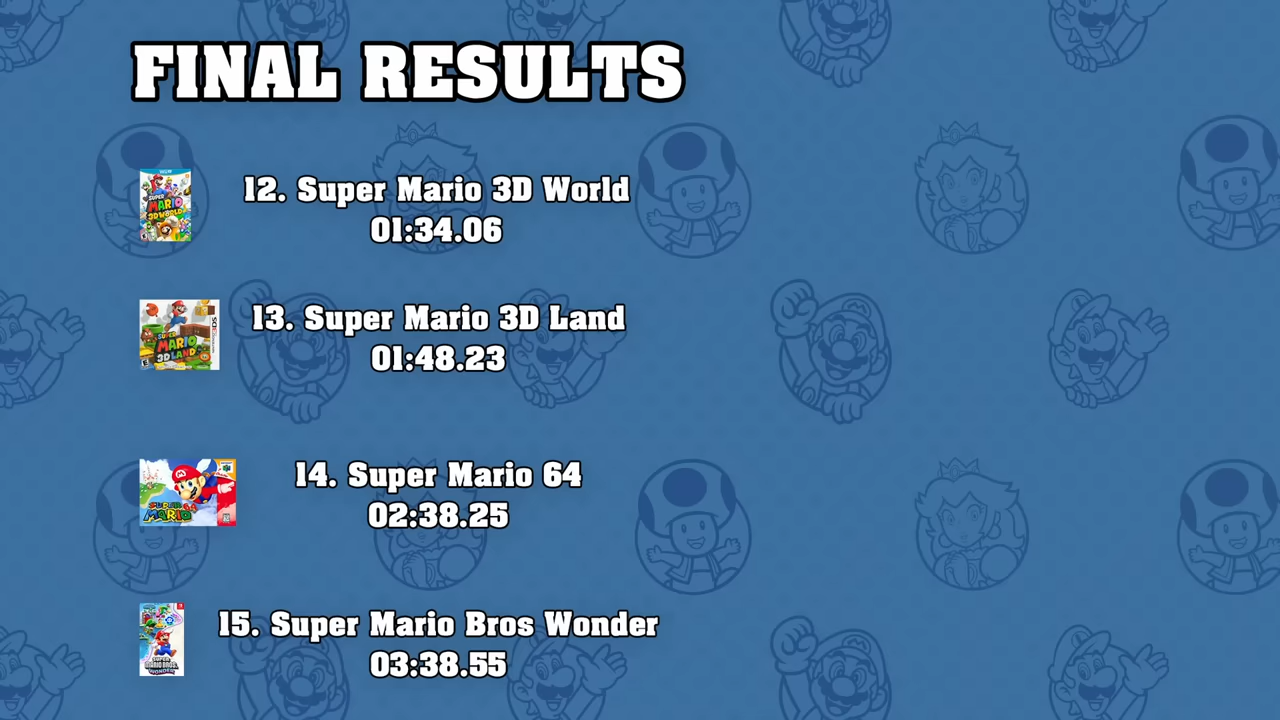 FINAL RESULTS
12. Super Mario 3D World
01:34.06
13. Super Mario 3D Land
01:48.23
14. Super Mario 64
02:38.25
15. Super Mario Bros Wonder
03:38.55